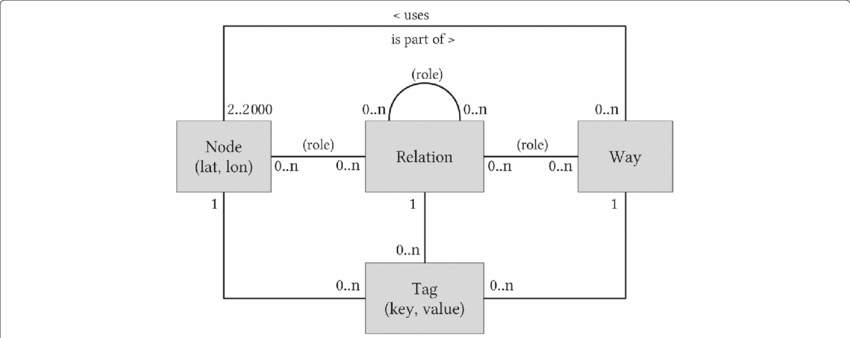 < uses
is part of >
(role)
2..2000
0..n
0..n
0..n
Node
(lat, lon)
(role)
0..n
0..n
Relation
(role)
0..n
0..n
Way
1
1
1
0..n
0..n
0..n
Tag
(key, value)